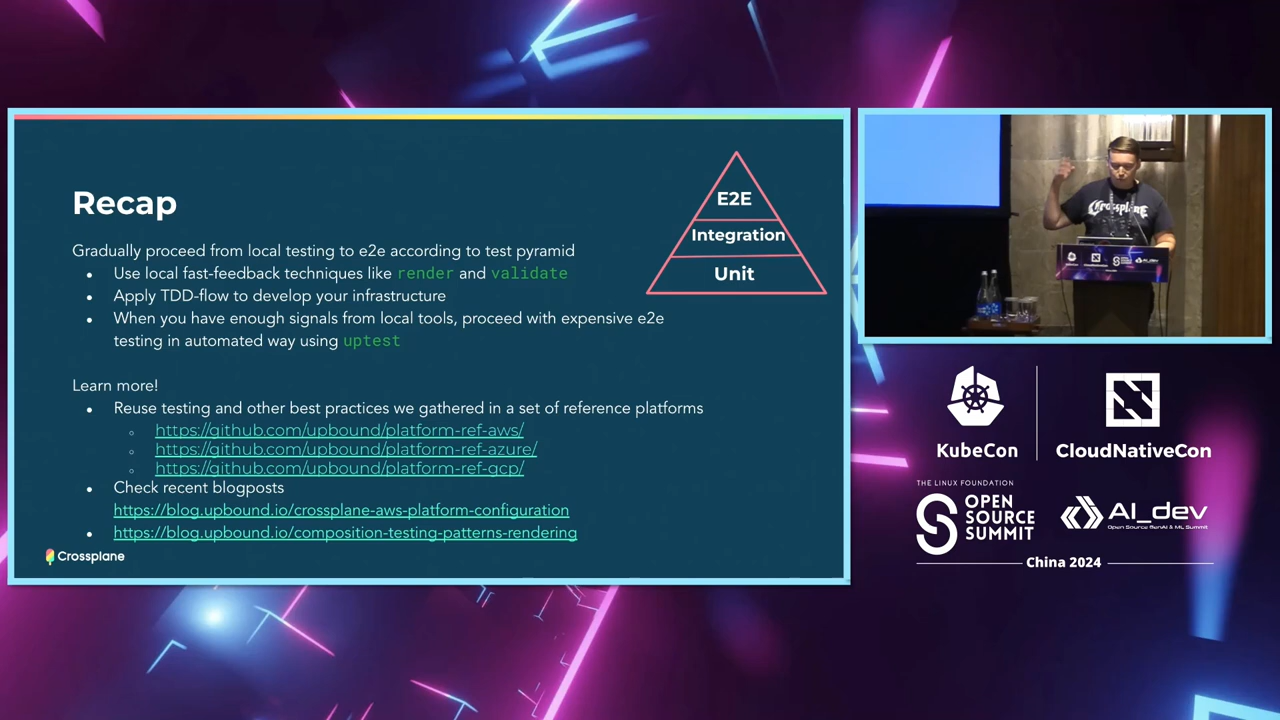 Recap
Gradually proceed from local testing to e2e according to test pyramid
Use local fast-feedback techniques like render and validate
Apply TDD-flow to develop your infrastructure
When you have enough signals from local tools, proceed with expensive e2e
testing in automated way using uptest
Learn more!
Reuse testing and other best practices we gathered in a set of reference platforms
https://github.com/upbound/platform-ref-aws/
https://github.com/upbound/platform-ref-azure/
https://github.com/upbound/platform-ref-gcp/
Check recent blogposts
https://blog.upbound.io/crossplane-aws-platform-configuration
https://blog.upbound.io/composition-testing-patterns-rendering
Crossplane
E2E
Integration
Unit
Crossplane
KubeCon
CloudNativeCon
THE LINUX FOUNDATION
OPEN
SOURCE
SUMMIT
AI_dev
Open Source GenAI & ML Summit
China 2024